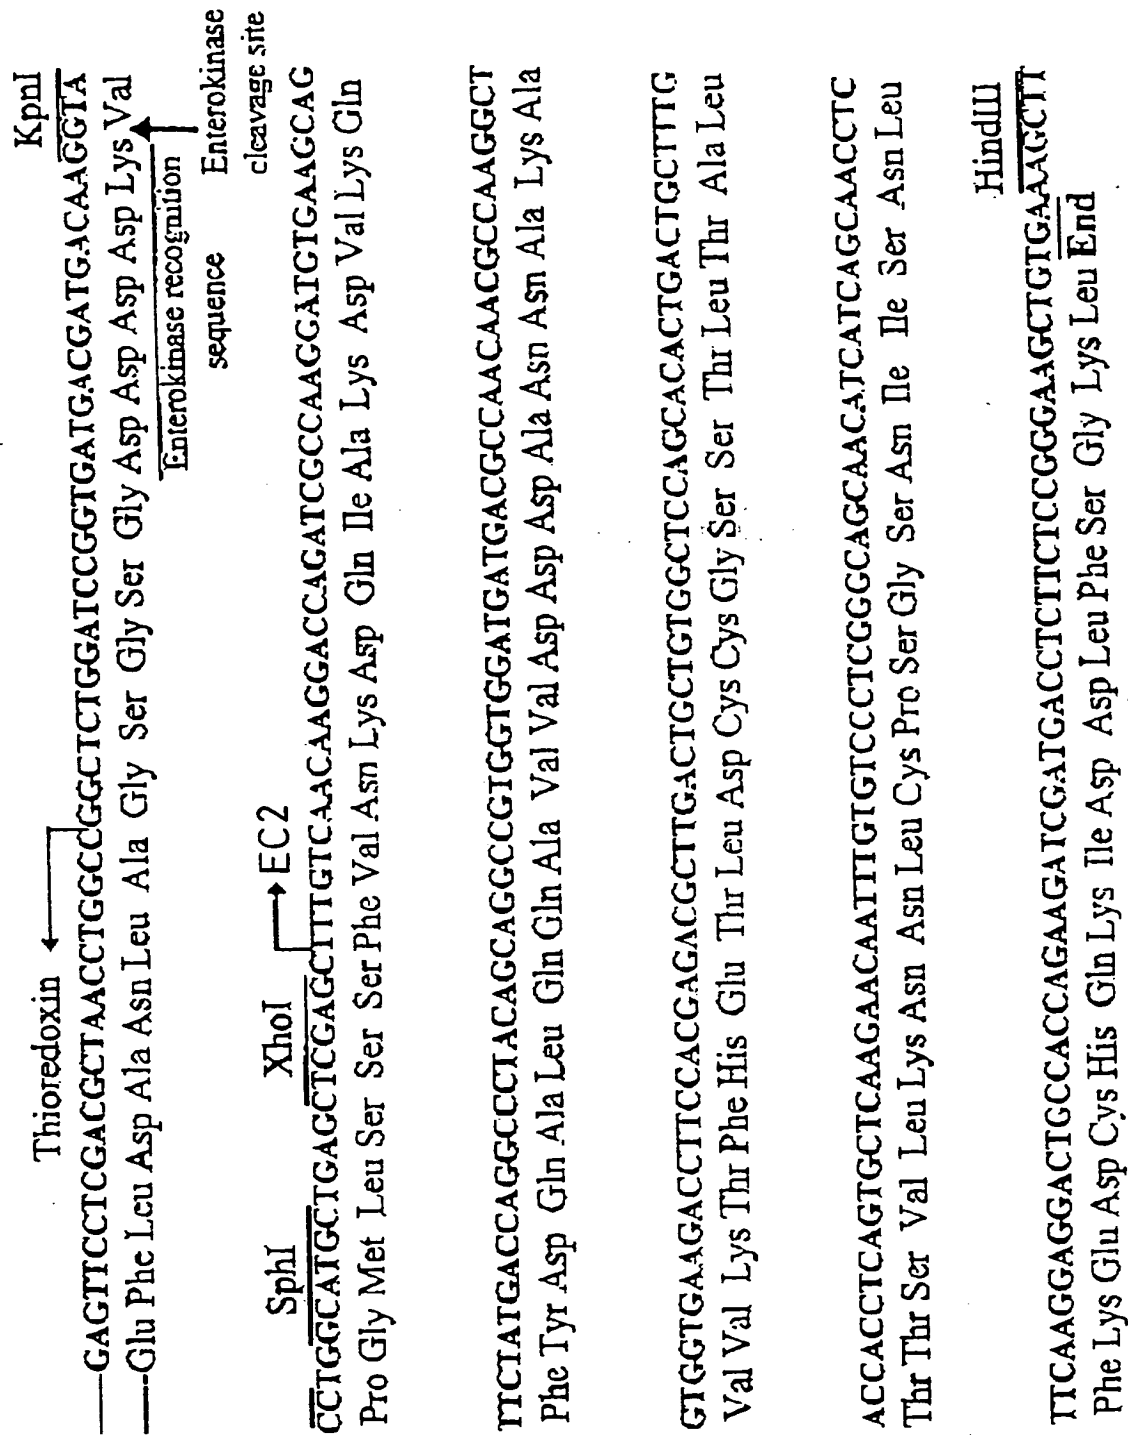 Thioredoxin
KpnI
GAGTTCCTCGACGCTAACCTGGCCGGCTCTGGATCCGGTGATGACGATGACAAGGTA
Glu Phe Leu Asp Ala Asn Leu Ala Gly Ser Gly Ser Gly Asp Asp Asp Asp Lys Val
Enterokinase recognition
sequence
Enterokinase
cleavage site
SphI
XhoI
EC2
CCTGGCATGCTGAGCTCGAGCTTTGTCAACAAGGACCAGATCGCCAAGGATGTGAAGCAG
Pro Gly Met Leu Ser Ser Ser Phe Val Asn Lys Asp Gln Ile Ala Lys Asp Val Lys Gln
TTCTATGACCAGGCCCTACAGCAGGCCGTGGTGGATGATGACGCCAACAACGCCAAGGCT
Phe Tyr Asp Gln Ala Leu Gln Gln Ala Val Val Asp Asp Asp Ala Asn Asn Ala Lys Ala
GTGGTGAAGACCTTCCACGAGACGCTTGACTGCTGTGGCTCCAGCACACTGACTGCTTTG
Val Val Lys Thr Phe His Glu Thr Leu Asp Cys Cys Gly Ser Ser Thr Leu Thr Ala Leu
ACCACCTCAGTGCTCAAGAACAATTTGTGTCCCTCGGGCAGCAACATCATCAGCAACCTC
Thr Thr Ser Val Leu Lys Asn Asn Leu Cys Pro Ser Gly Ser Asn Ile Ile Ser Asn Leu
HindIII
TTCAAGGAGGACTGCCACCAGAAGATCGATGACCTCTTCTCCGGGAAGCTGTGAAAGCTT
Phe Lys Glu Asp Cys His Gln Lys Ile Asp Asp Leu Phe Ser Gly Lys Leu End